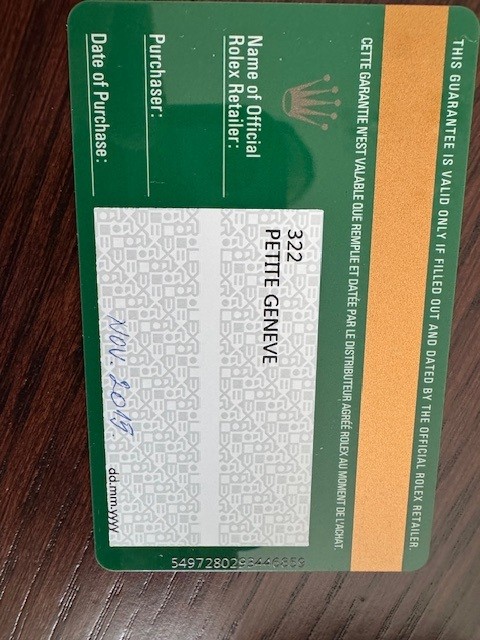 THIS GUARANTEE IS VALID ONLY IF FILLED OUT AND DATED BY THE OFFICIAL ROLEX RETAILER.
CETTE GARANTIE N'EST VALABLE QUE REMPLIE ET DATÉE PAR LE DISTRIBUTEUR AGRÉÉ ROLEX AU MOMENT DE L'ACHAT.
Name of Official
Rolex Retailer:
322
PETITE GENEVE
Purchaser:
Date of Purchase:
Nov. 2019.
dd.mm.yyyy